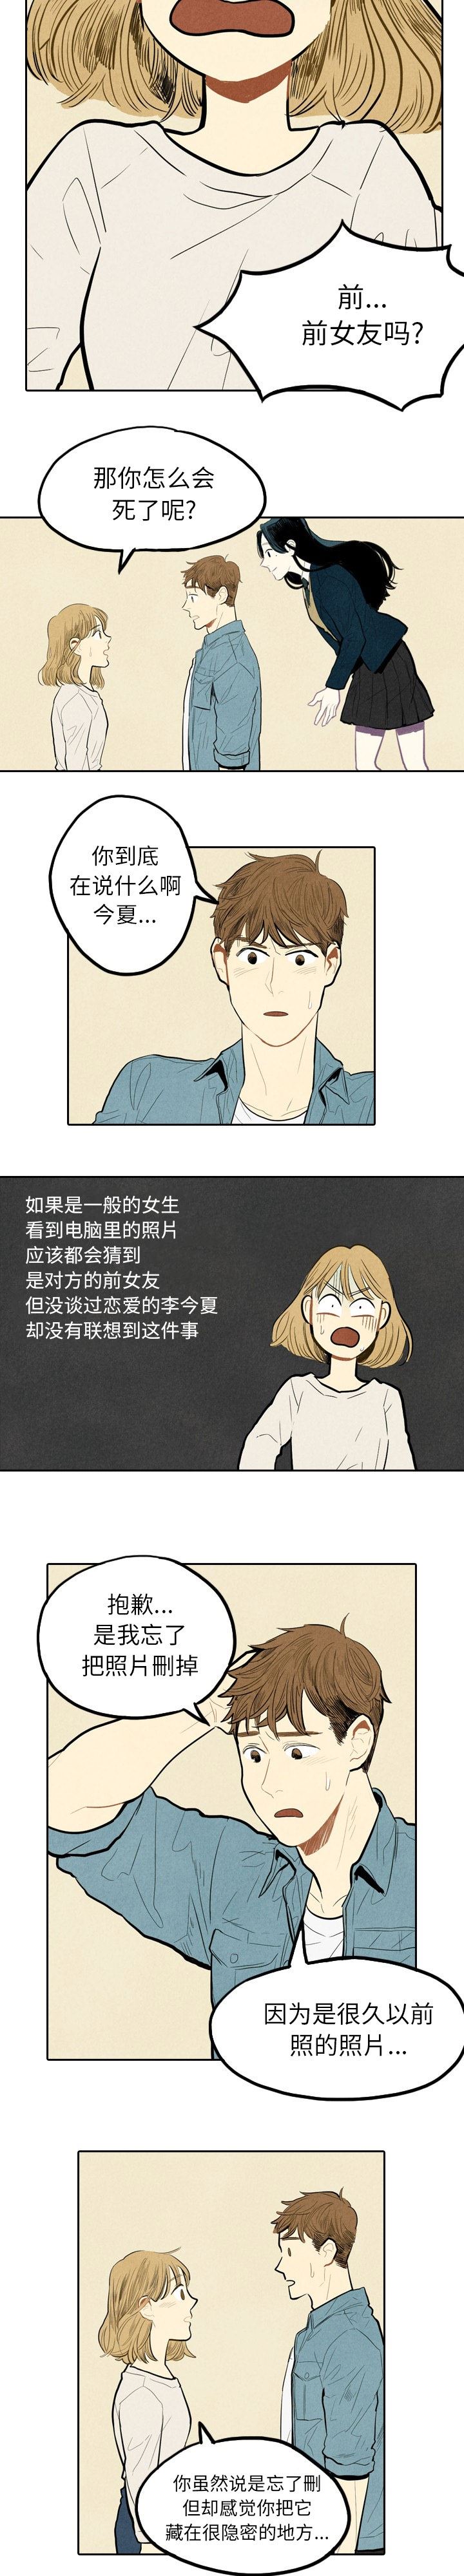 前...
前女友吗?
那你怎么会
死了呢?
你到底
在说什么啊
今夏...
如果是一般的女生
看到电脑里的照片
应该都会猜到
是对方的前女友
但没谈过恋爱的李今夏
却没有联想到这件事
抱歉...
是我忘了
把照片刪掉
因为是很久以前
照的照片...
你虽然说是忘了刪
但却感觉你把它
藏在很隐密的地方...